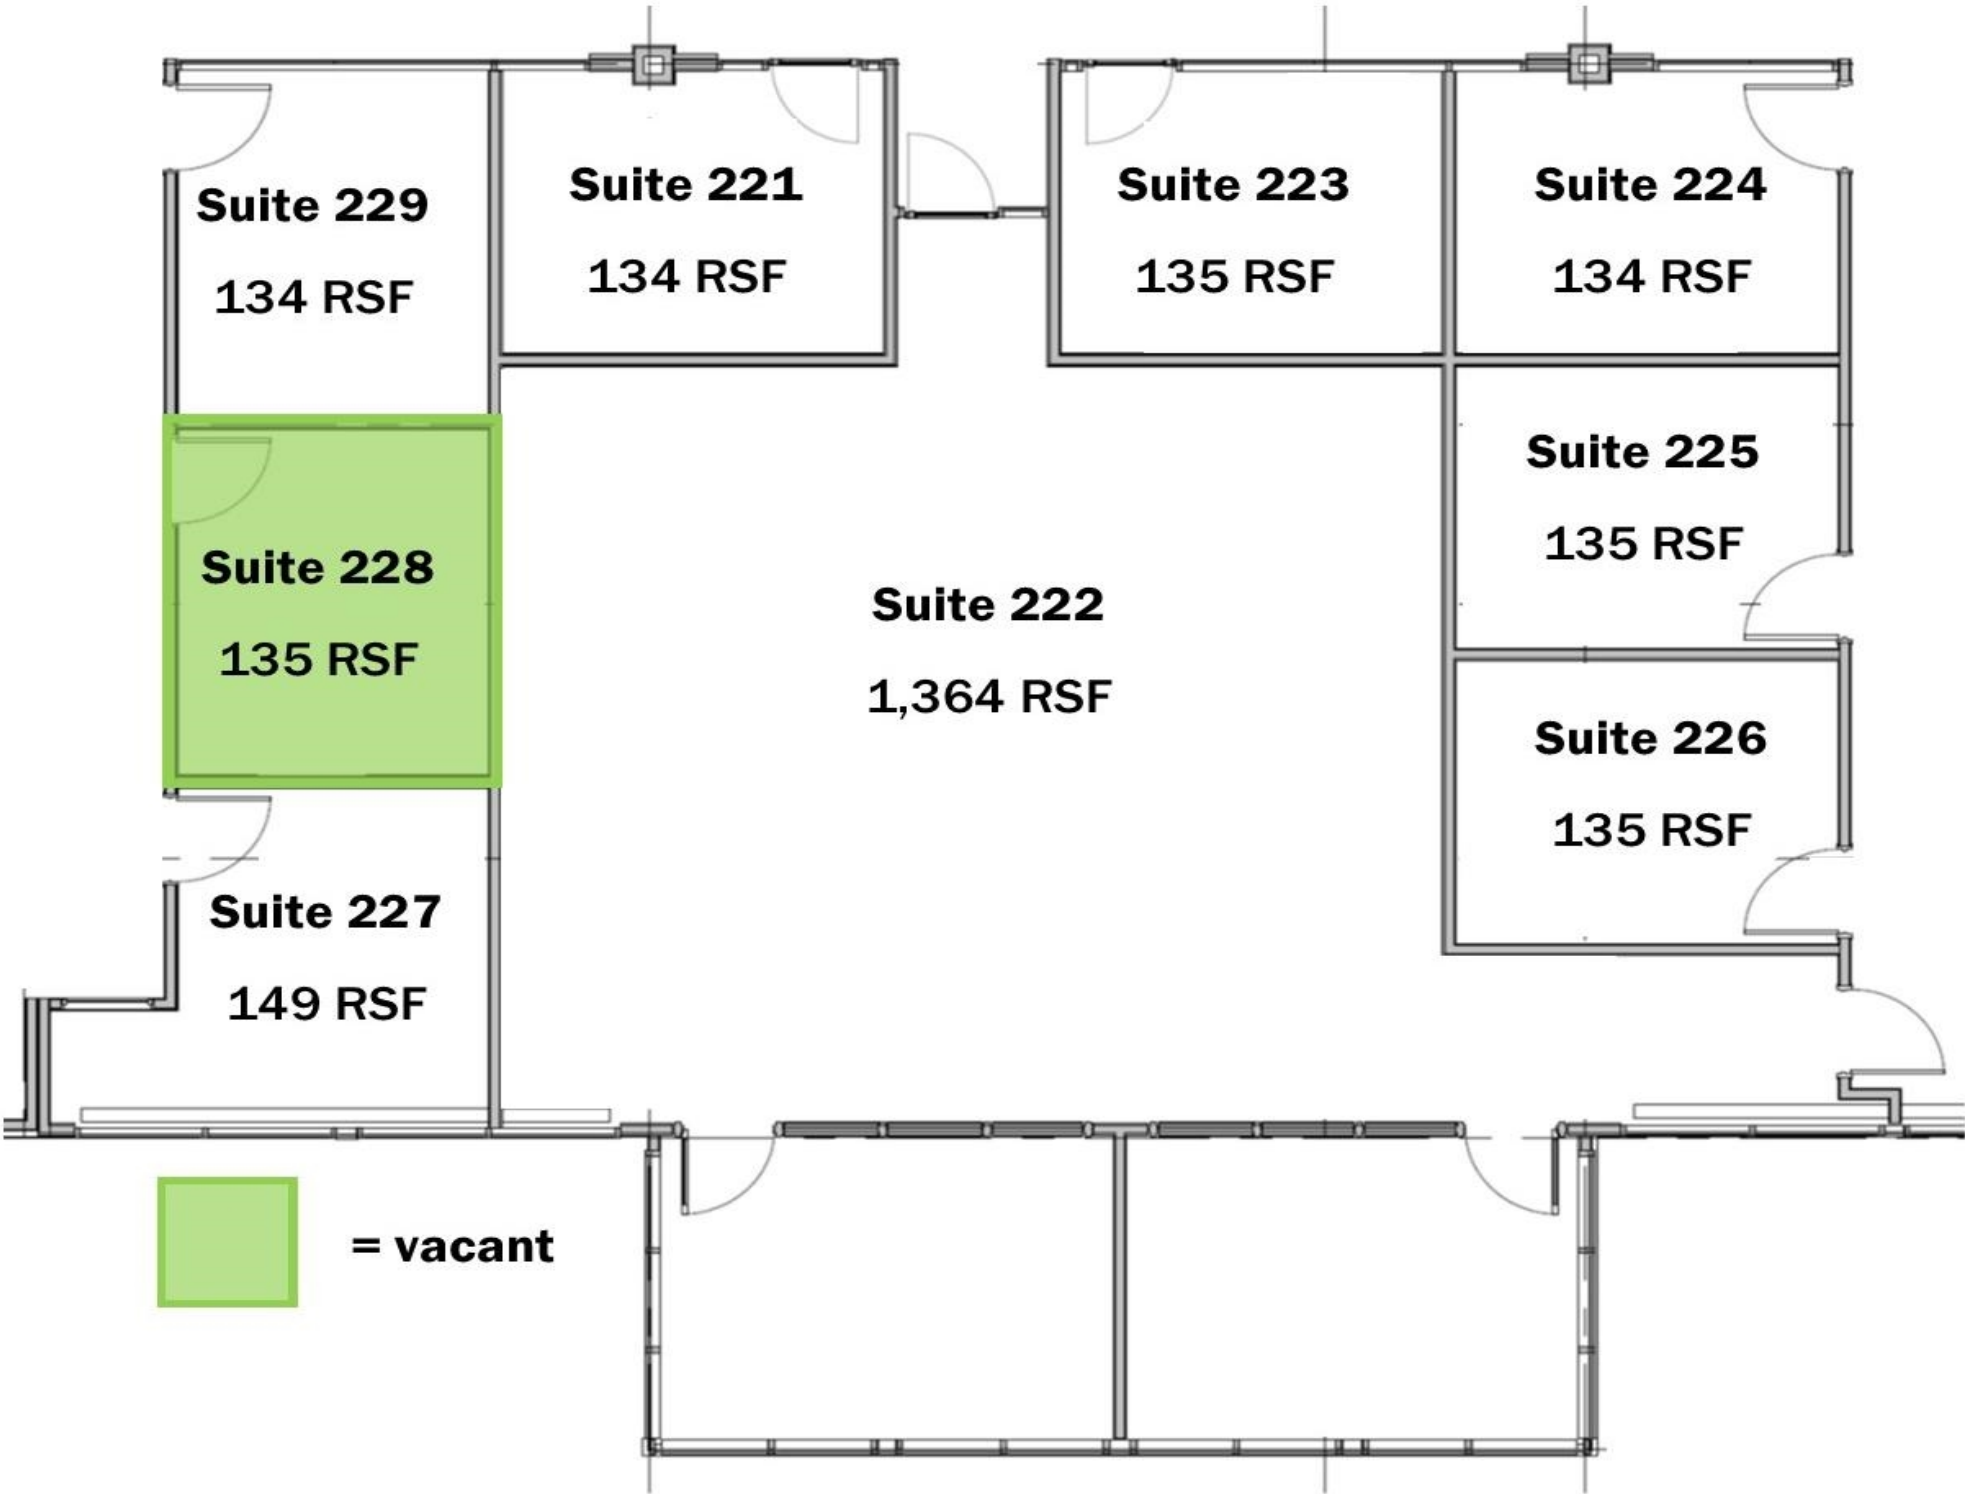 Suite 229
134 RSF
Suite 221
134 RSF
Suite 223
135 RSF
Suite 224
134 RSF
Suite 228
135 RSF
Suite 222
1,364 RSF
Suite 225
135 RSF
Suite 226
135 RSF
Suite 227
149 RSF
= vacant